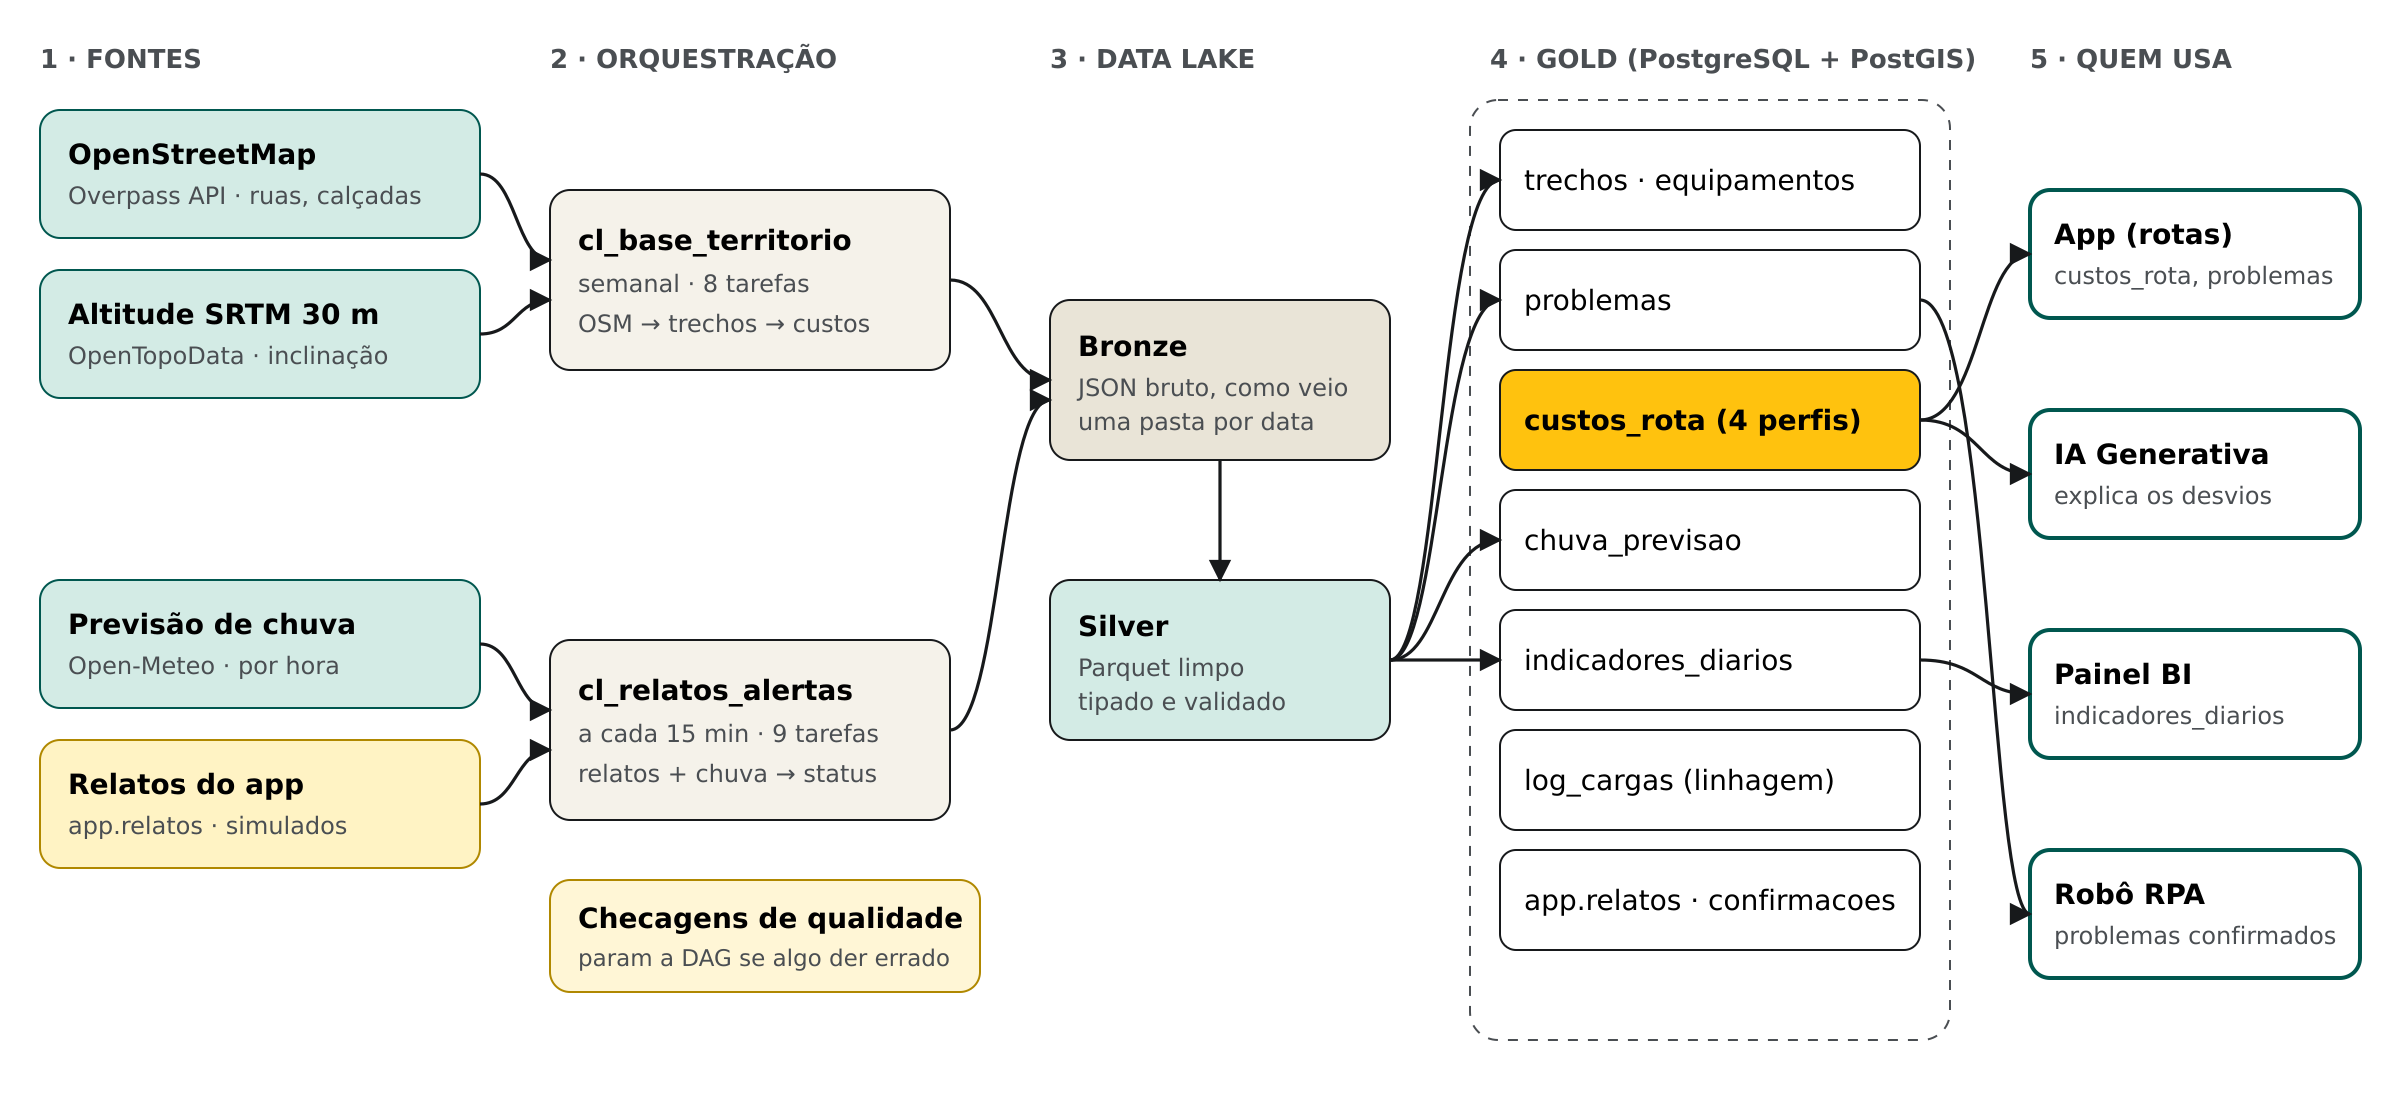 1 · FONTES
OpenStreetMap
Overpass API · ruas, calçadas
Altitude SRTM 30 m
OpenTopoData · inclinação
Previsão de chuva
Open-Meteo · por hora
Relatos do app
app.relatos · simulados
2 · ORQUESTRAÇÃO
cl_base_territorio
semanal · 8 tarefas
OSM → trechos → custos
cl_relatos_alertas
a cada 15 min · 9 tarefas
relatos + chuva → status
Checagens de qualidade
param a DAG se algo der errado
3 · DATA LAKE
Bronze
JSON bruto, como veio
uma pasta por data
Silver
Parquet limpo
tipado e validado
4 · GOLD (PostgreSQL + PostGIS)
trechos · equipamentos
problemas
custos_rota (4 perfis)
chuva_previsao
indicadores_diarios
log_cargas (linhagem)
app.relatos · confirmacoes
5 · QUEM USA
App (rotas)
custos_rota, problemas
IA Generativa
explica os desvios
Painel BI
indicadores_diarios
Robô RPA
problemas confirmados